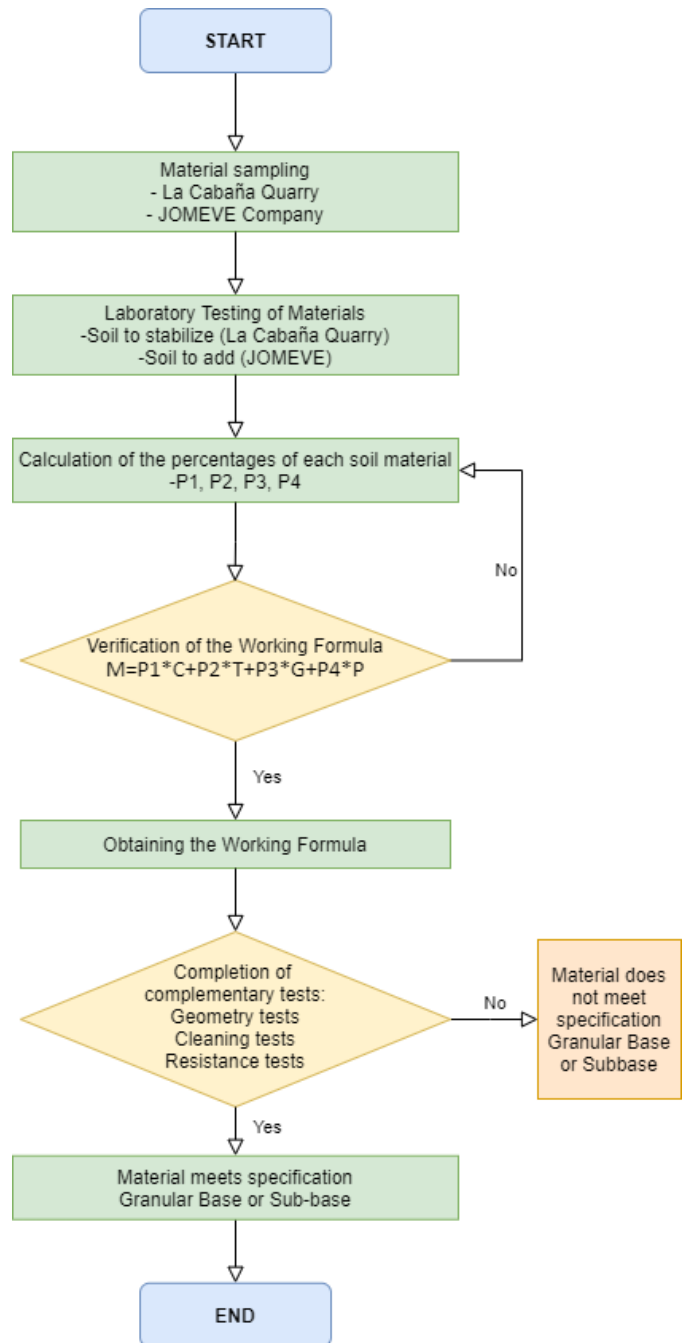 START
Material sampling
- La Cabaña Quarry
- JOMEVE Company
Laboratory Testing of Materials
-Soil to stabilize (La Cabaña Quarry)
-Soil to add (JOMEVE)
Calculation of the percentages of each soil material
-P1, P2, P3, P4
No
Verification of the Working Formula
M=P1*C+P2*T+P3*G+P4*P
Yes
Obtaining the Working Formula
Completion of
complementary tests:
Geometry tests
Cleaning tests
Resistance tests
No
Material does
not meet
specification
Granular Base
or Subbase
Yes
Material meets specification
Granular Base or Sub-base
END